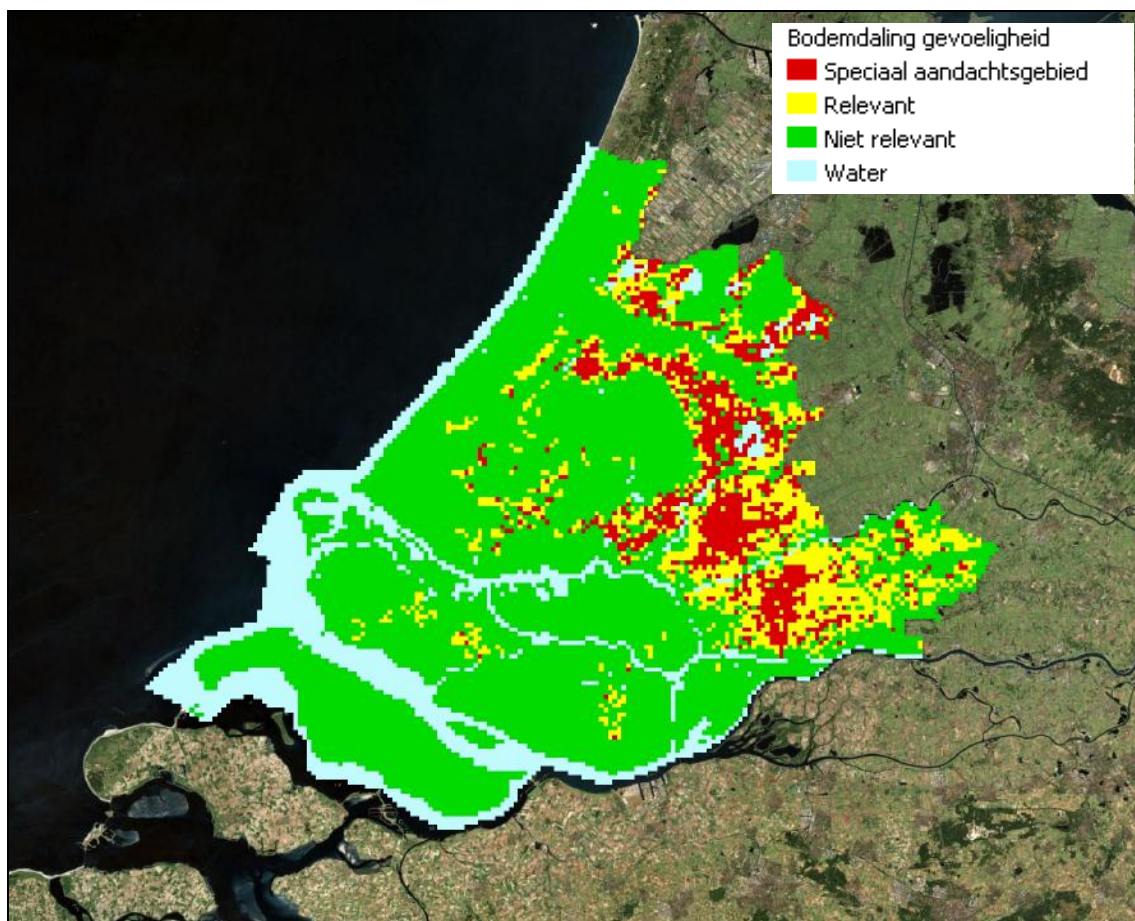 Bodemdaling gevoeligheid
Speciaal aandachtsgebied
Relevant
Niet relevant
Water